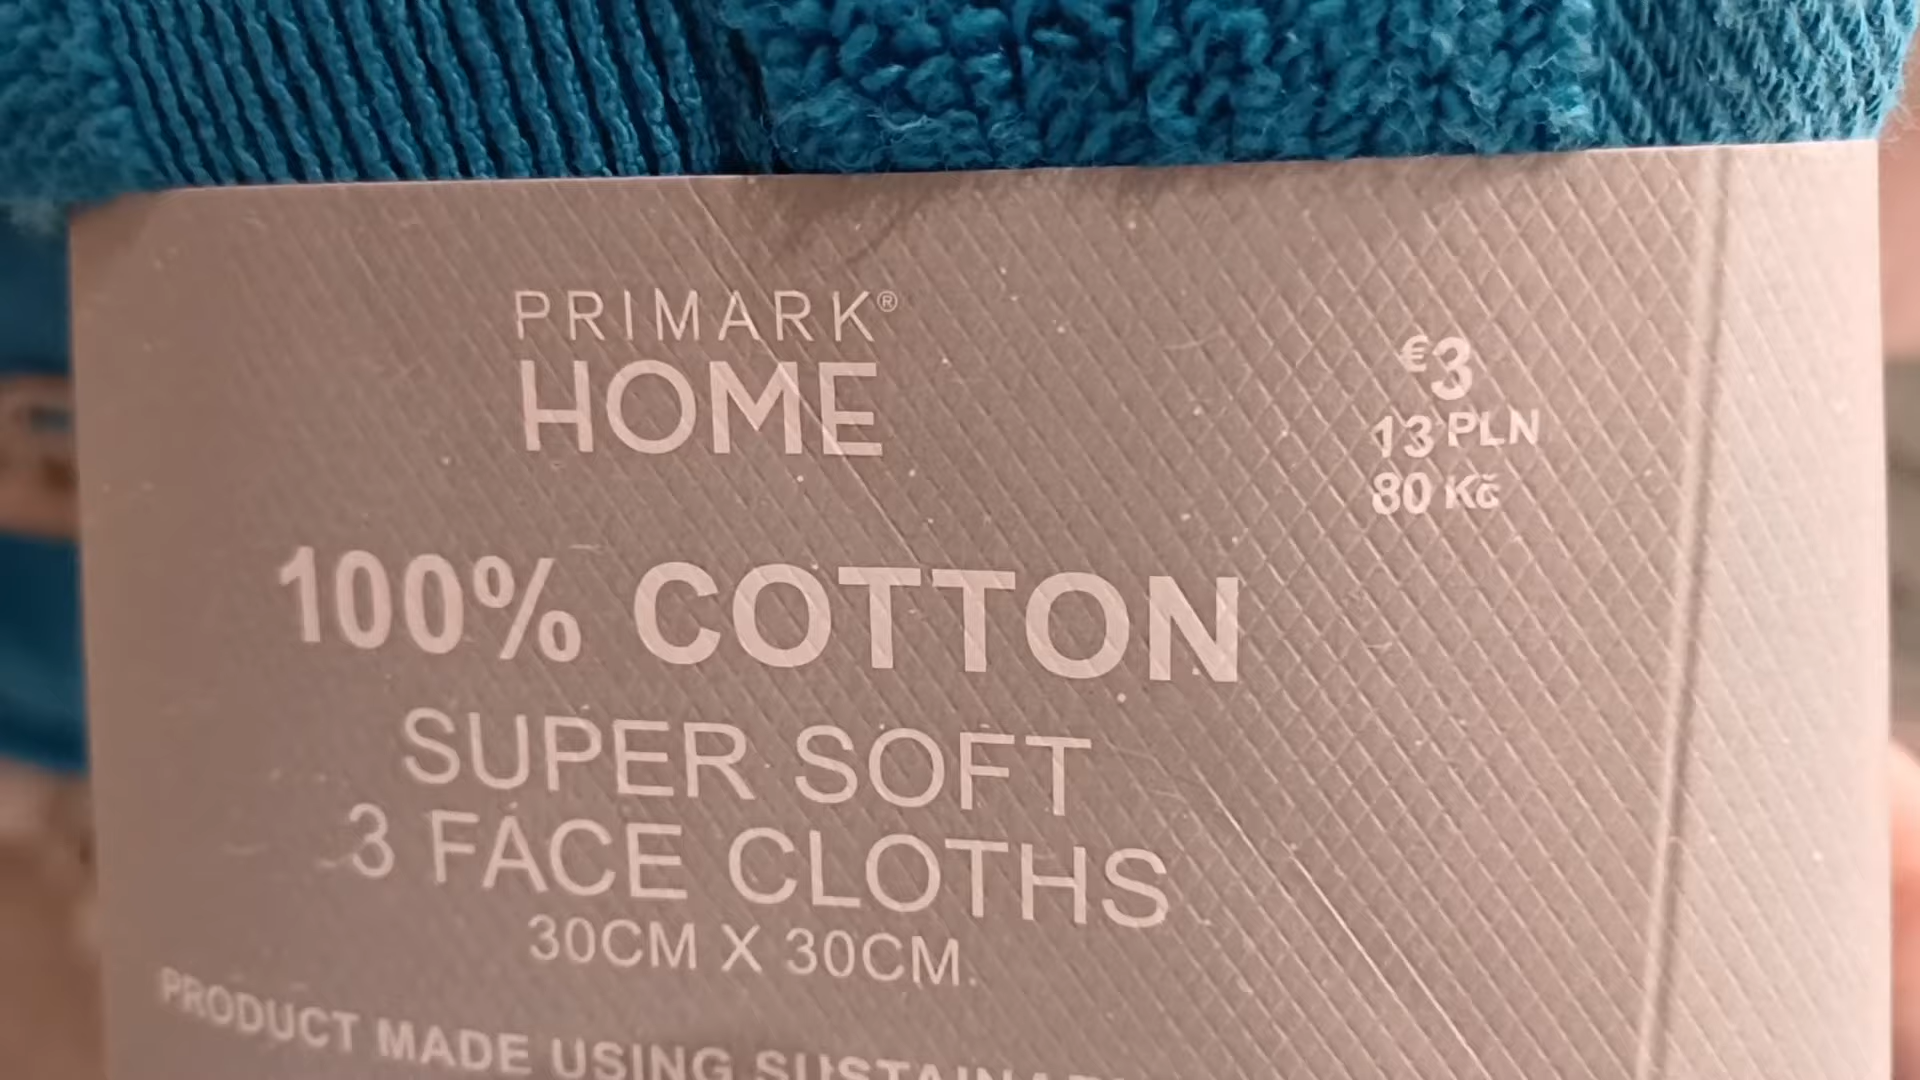 PRIMARK®
HOME
€3
13 PLN
80 Kč
100% COTTON
SUPER SOFT
3 FACE CLOTHS
30CM X 30CM.
PRODUCT MADE USING